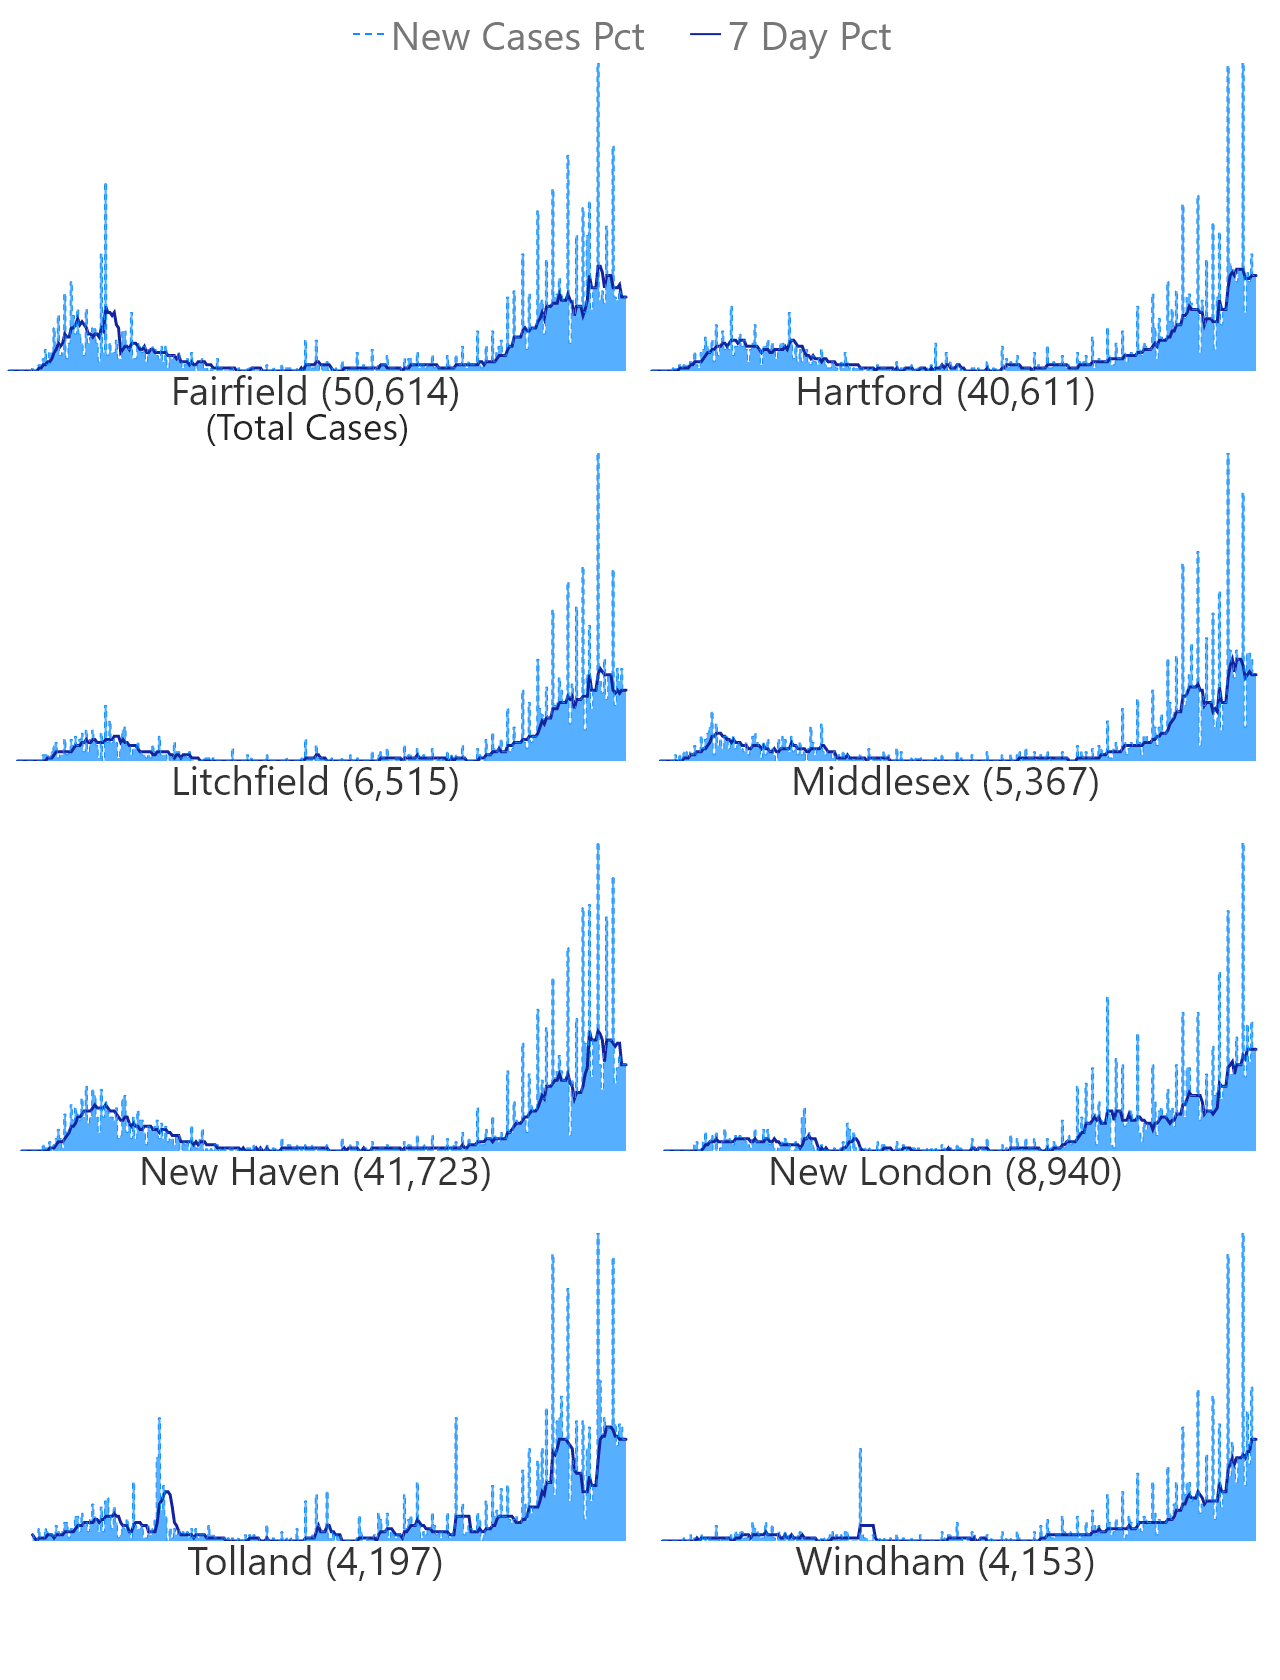 New Cases Pct 7 Day Pct
Fairfield (50,614) Hartford (40,611)
(Total Cases)
Litchfield (6,515) Middlesex (5,367)
New Haven (41,723) New London (8,940)
Tolland (4,197) Windham (4,153)